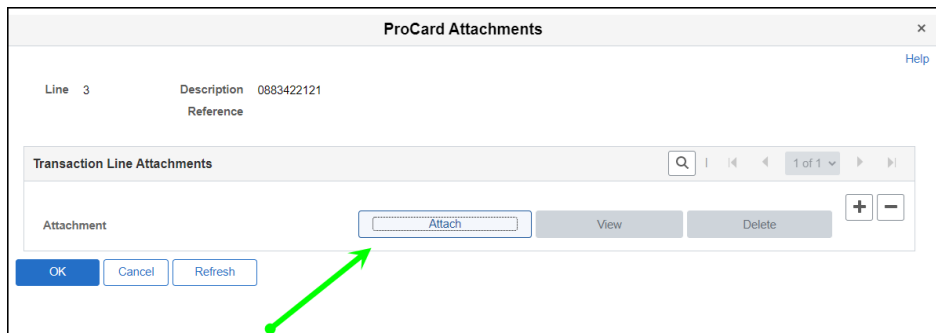 ProCard Attachments ×
Help
Line 3 Description 0883422121
Reference
Transaction Line Attachments 1 of 1
Attachment Attach View Delete + −
OK Cancel Refresh